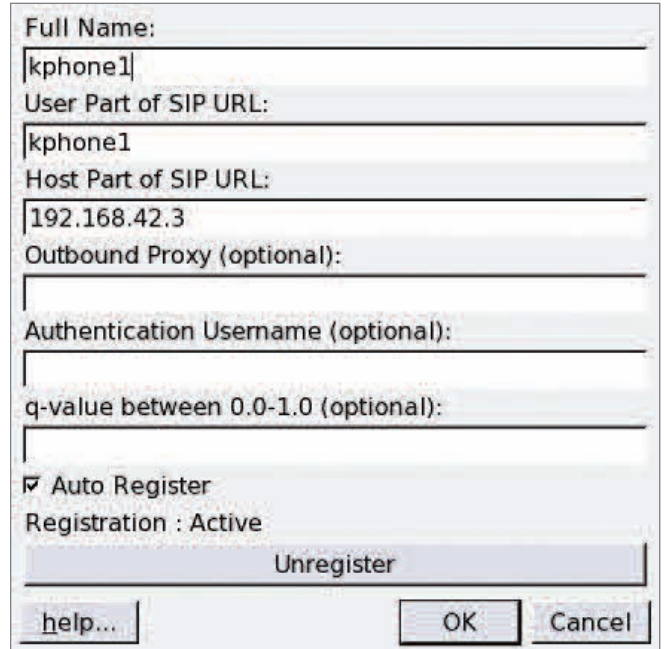 Full Name:
kphone1
User Part of SIP URL:
kphone1
Host Part of SIP URL:
192.168.42.3
Outbound Proxy (optional):
Authentication Username (optional):
q-value between 0.0-1.0 (optional):
Auto Register
Registration : Active
Unregister
help... OK Cancel